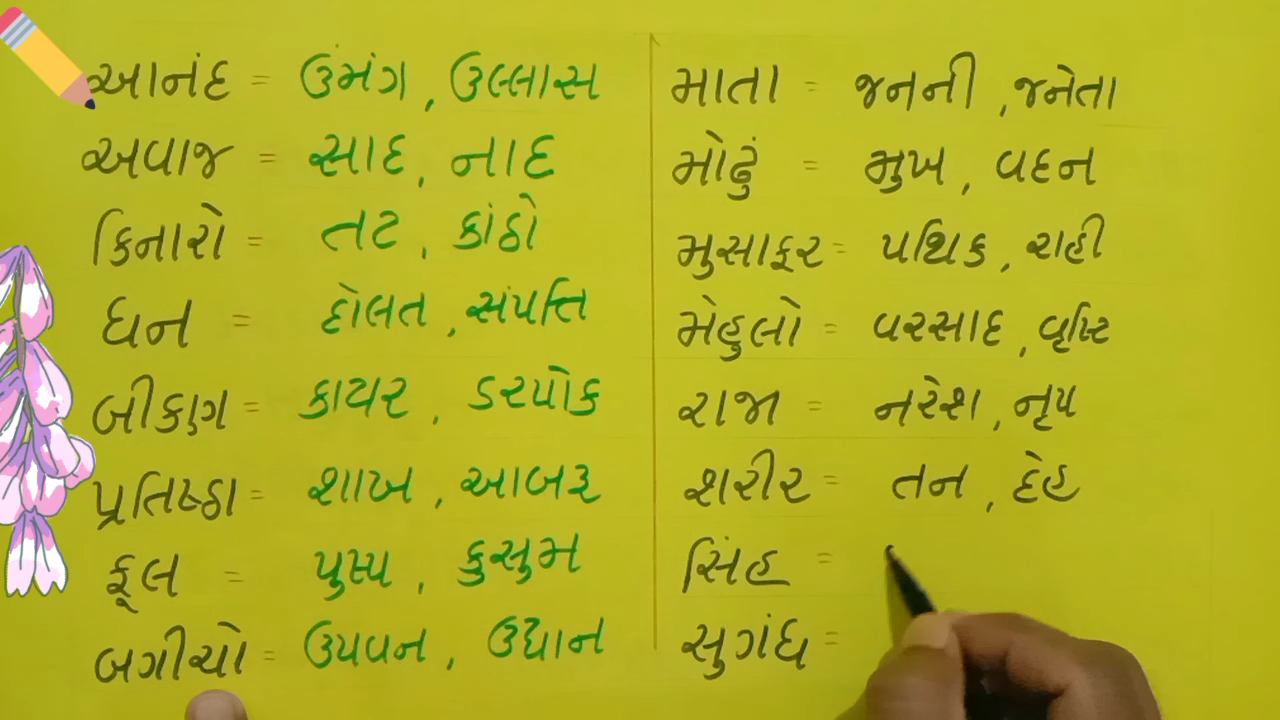 આનંદ = ઉમંગ, ઉલ્લાસ
અવાજ = સાદ, નાદ
કિનારો = તટ, કાંઠો
ધન = દોલત, સંપત્તિ
બીકણ = કાયર, ડરપોક
પ્રતિષ્ઠા = શાખ, આબરૂ
ફૂલ = પુષ્પ, કુસુમ
બગીચો = ઉપવન, ઉદ્યાન
માતા = જનની, જનેતા
મોઢું = મુખ, વદન
મુસાફર = પથિક, રાહી
મેહુલો = વરસાદ, વૃષ્ટિ
રાજા = નરેશ, નૃપ
શરીર = તન, દેહ
સિંહ =
સુગંધ =